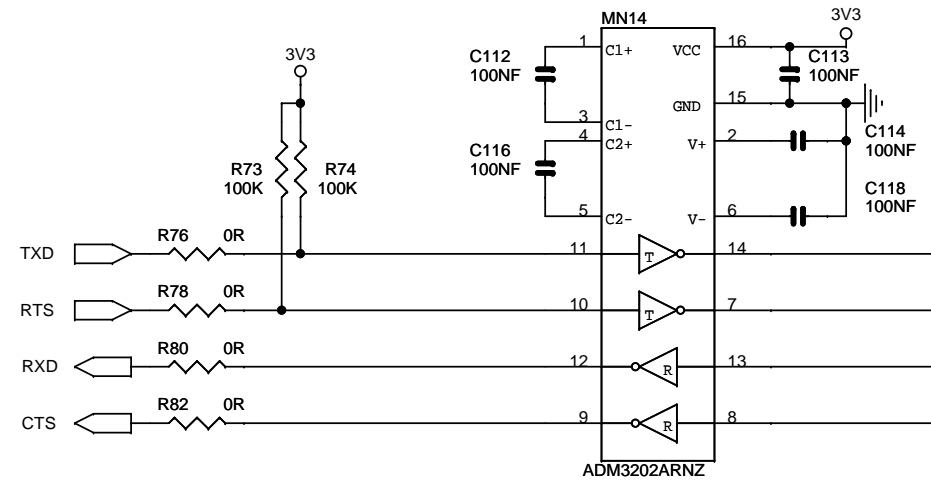 MN14
3V3
1
C1+
VCC
16
C112
100NF
C113
100NF
3V3
3
C1-
GND
15
4
C2+
V+
2
C114
100NF
R73
100K
R74
100K
C116
100NF
5
C2-
V-
6
C118
100NF
TXD
R76
0R
11
T
14
RTS
R78
0R
10
T
7
RXD
R80
0R
12
R
13
CTS
R82
0R
9
R
8
ADM3202ARNZ